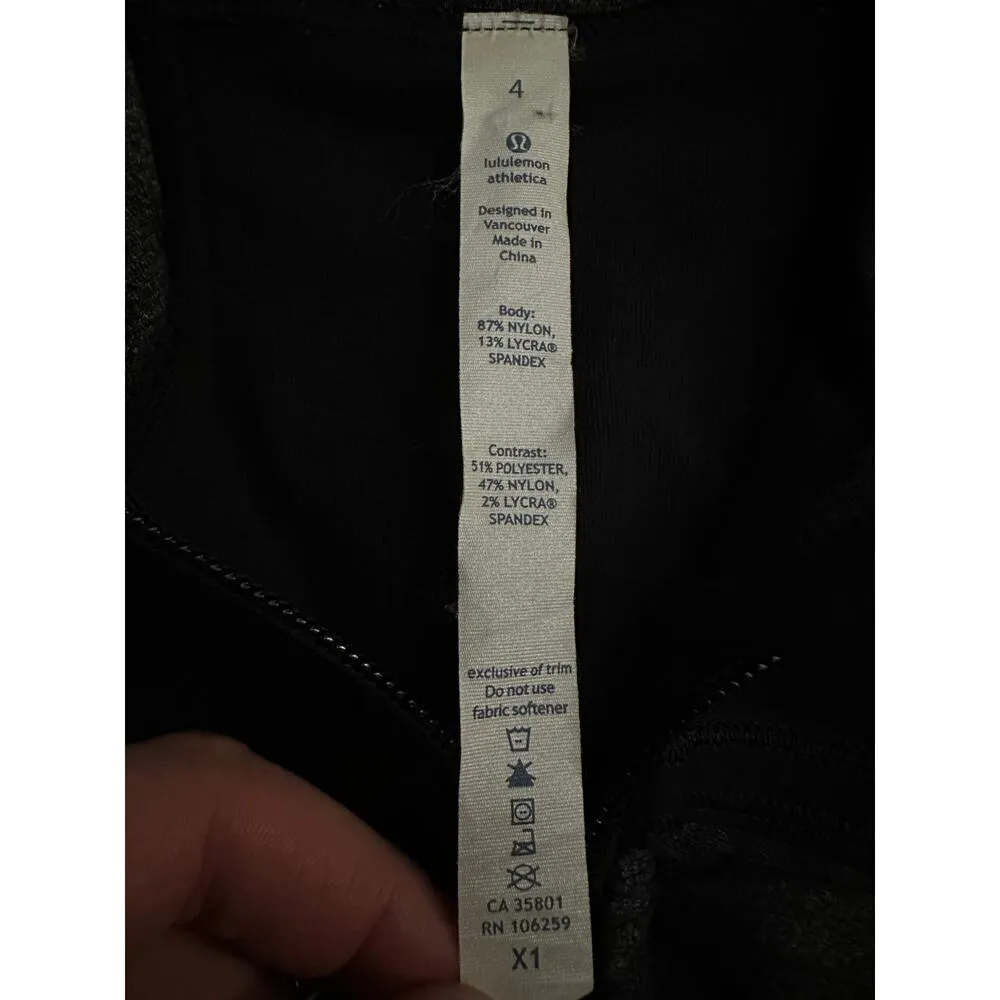 4
lululemon
athletica
Designed in
Vancouver
Made in
China
Body:
87% NYLON,
13% LYCRA®
SPANDEX
Contrast:
51% POLYESTER,
47% NYLON,
2% LYCRA®
SPANDEX
exclusive of trim
Do not use
fabric softener
CA 35801
RN 106259
X1